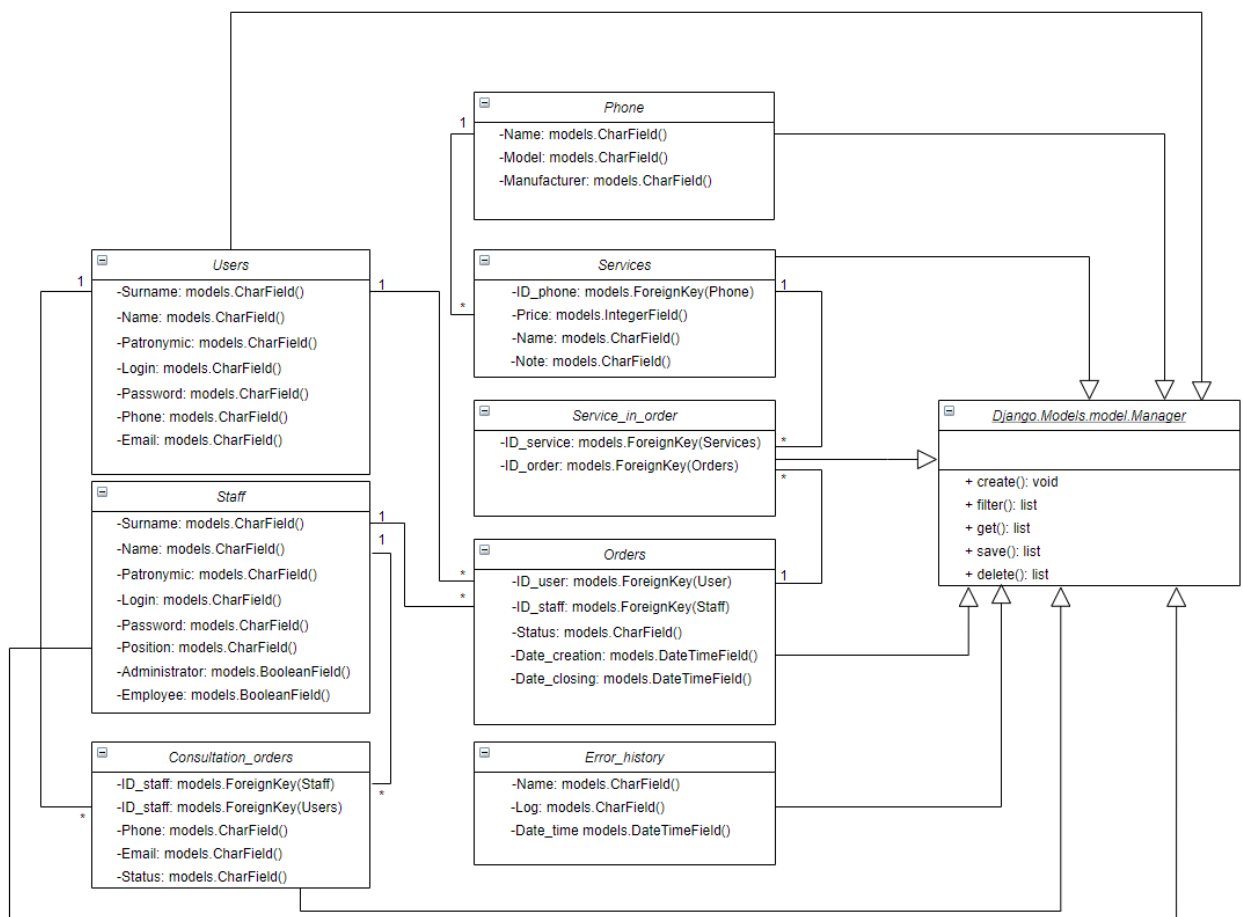 Phone
-Name: models.CharField()
-Model: models.CharField()
-Manufacturer: models.CharField()
1
*
Users
-Surname: models.CharField()
-Name: models.CharField()
-Patronymic: models.CharField()
-Login: models.CharField()
-Password: models.CharField()
-Phone: models.CharField()
-Email: models.CharField()
1
1
Services
-ID_phone: models.ForeignKey(Phone)
-Price: models.IntegerField()
-Name: models.CharField()
-Note: models.CharField()
1
Service_in_order
-ID_service: models.ForeignKey(Services)
-ID_order: models.ForeignKey(Orders)
*
*
Django.Models.model.Manager
+ create(): void
+ filter(): list
+ get(): list
+ save(): list
+ delete(): list
Staff
-Surname: models.CharField()
-Name: models.CharField()
-Patronymic: models.CharField()
-Login: models.CharField()
-Password: models.CharField()
-Position: models.CharField()
-Administrator: models.BooleanField()
-Employee: models.BooleanField()
1
1
Orders
-ID_user: models.ForeignKey(User)
-ID_staff: models.ForeignKey(Staff)
-Status: models.CharField()
-Date_creation: models.DateTimeField()
-Date_closing: models.DateTimeField()
*
*
1
Consultation_orders
-ID_staff: models.ForeignKey(Staff)
-ID_staff: models.ForeignKey(Users)
-Phone: models.CharField()
-Email: models.CharField()
-Status: models.CharField()
*
*
Error_history
-Name: models.CharField()
-Log: models.CharField()
-Date_time models.DateTimeField()